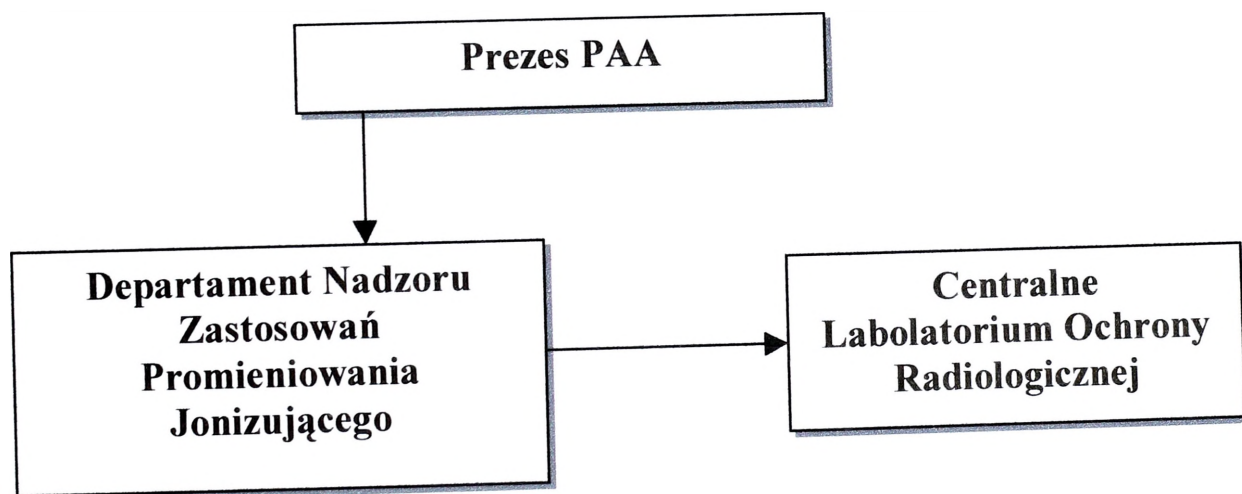 Prezes PAA
Departament Nadzoru
Zastosowań
Promieniowania
Jonizującego
Centralne
Labolatorium Ochrony
Radiologicznej